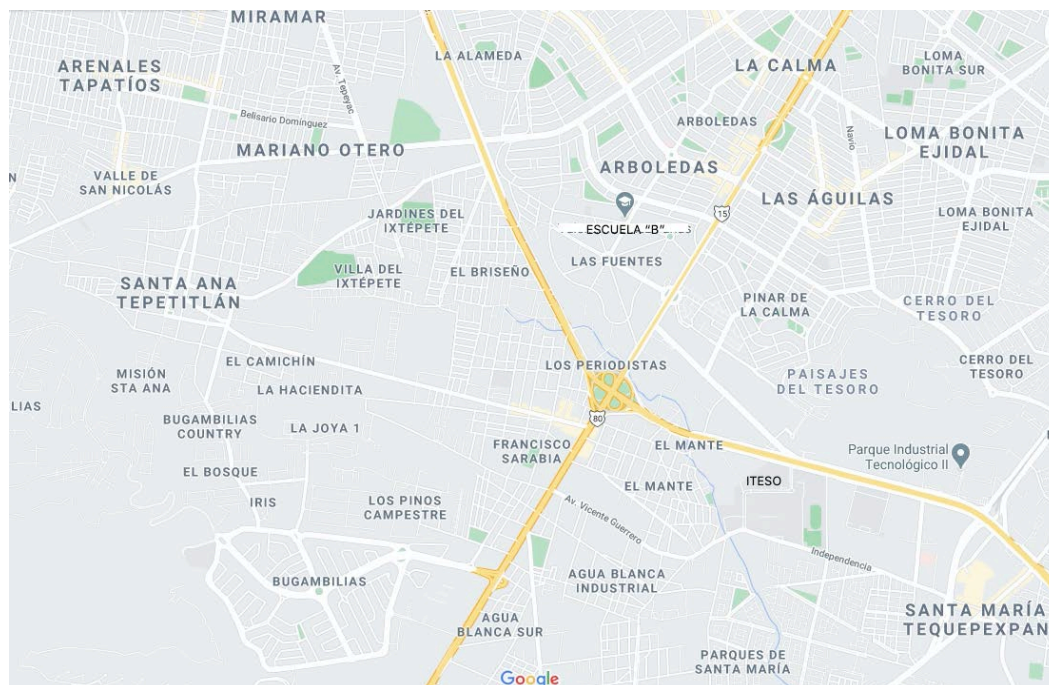 MIRAMAR
LA ALAMEDA
ARENALES
TAPATÍOS
LA CALMA
LOMA
BONITA SUR
Av. Tepeyac
Belisario Domínguez
ARBOLEDAS
Navío
LOMA BONITA
EJIDAL
MARIANO OTERO
ARBOLEDAS
N
VALLE DE
SAN NICOLÁS
LAS ÁGUILAS
15
JARDINES DEL
IXTÉPETE
LOMA BONITA
EJIDAL
ESCUELA "B"
LAS FUENTES
VILLA DEL
IXTÉPETE
EL BRISEÑO
SANTA ANA
TEPETITLÁN
PINAR DE
LA CALMA
CERRO DEL
TESORO
EL CAMICHÍN
LOS PERIODISTAS
CERRO DEL
TESORO
MISIÓN
STA ANA
LA HACIENDITA
PAISAJES
DEL TESORO
LIAS
BUGAMBILIAS
COUNTRY
LA JOYA 1
80
FRANCISCO
SARABIA
EL MANTE
Parque Industrial
Tecnológico II
EL BOSQUE
EL MANTE
ITESO
IRIS
LOS PINOS
CAMPESTRE
Av. Vicente Guerrero
Independencia
BUGAMBILIAS
AGUA BLANCA
INDUSTRIAL
AGUA
BLANCA SUR
SANTA MARÍA
TEQUEPEXPAN
PARQUES DE
SANTA MARÍA
Google